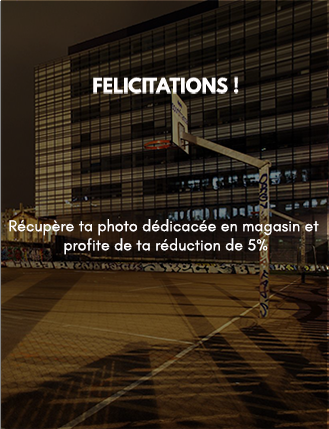 FELICITATIONS !
Récupère ta photo dédicacée en magasin et
profite de ta réduction de 5%